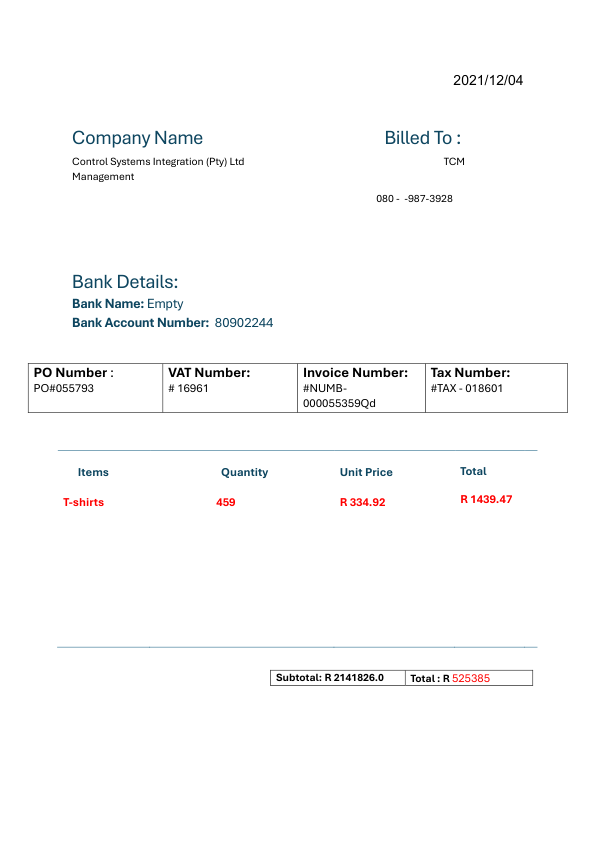 2021/12/04
Company Name
Billed To :
Control Systems Integration (Pty) Ltd
TCM
Management
080 - -987-3928
Bank Details:
Bank Name: Empty
Bank Account Number: 80902244
PO Number :
PO#055793
VAT Number:
# 16961
Invoice Number:
#NUMB-
000055359Qd
Tax Number:
#TAX - 018601
Items Quantity Unit Price Total
T-shirts 459 R 334.92 R 1439.47
Subtotal: R 2141826.0 Total : R 525385